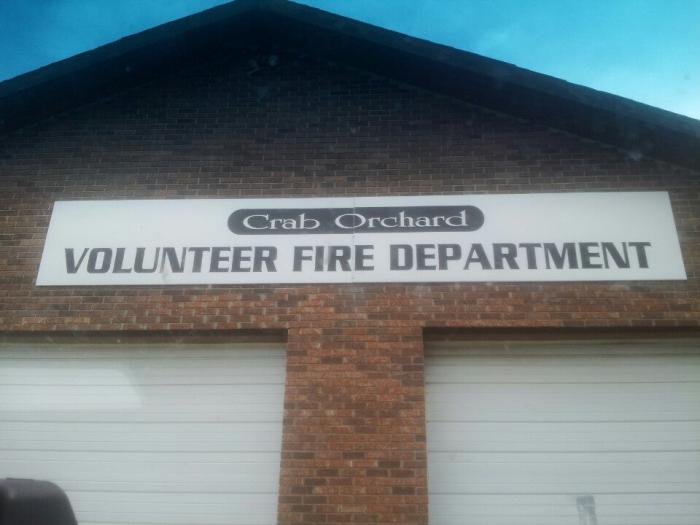 Crab Orchard
VOLUNTEER FIRE DEPARTMENT